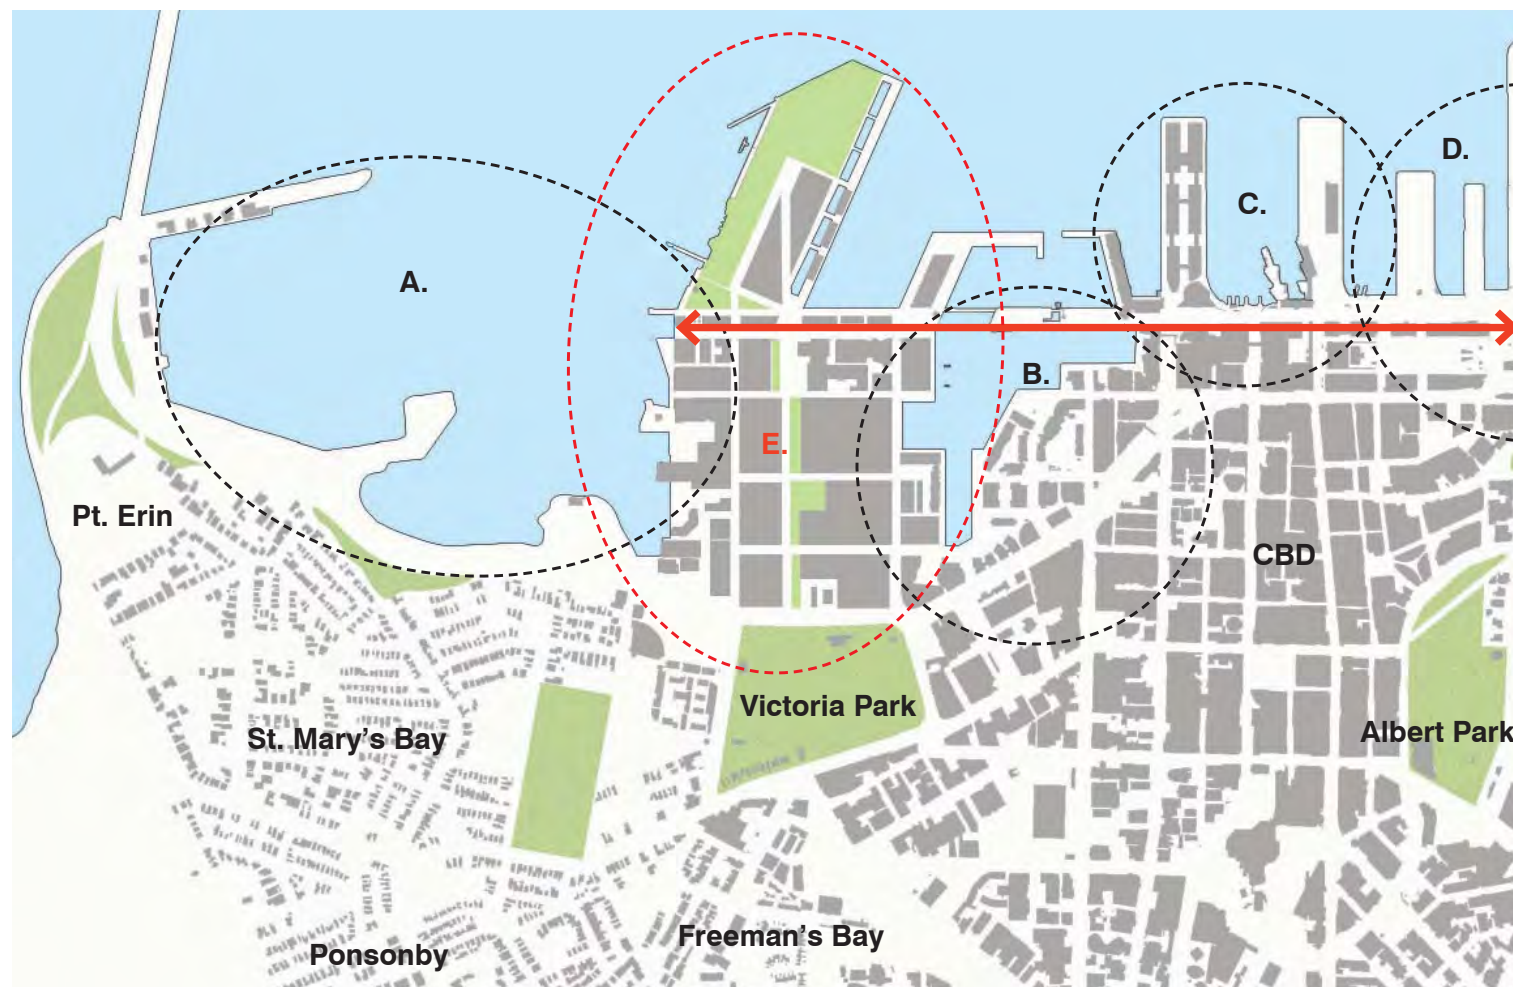 D.
C.
A.
B.
E.
Pt. Erin
CBD
Victoria Park
Albert Park
St. Mary's Bay
Freeman's Bay
Ponsonby